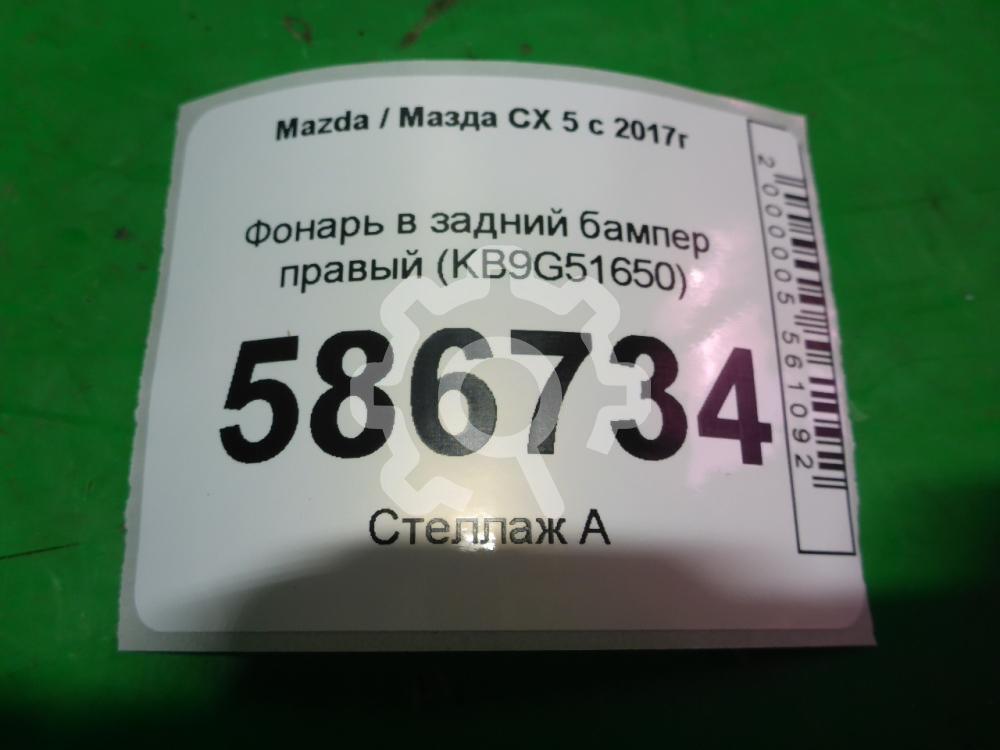 Mazda / Мазда CX 5 с 2017г
Фонарь в задний бампер
правый (KB9G51650)
586734
Стеллаж А
2000005561092